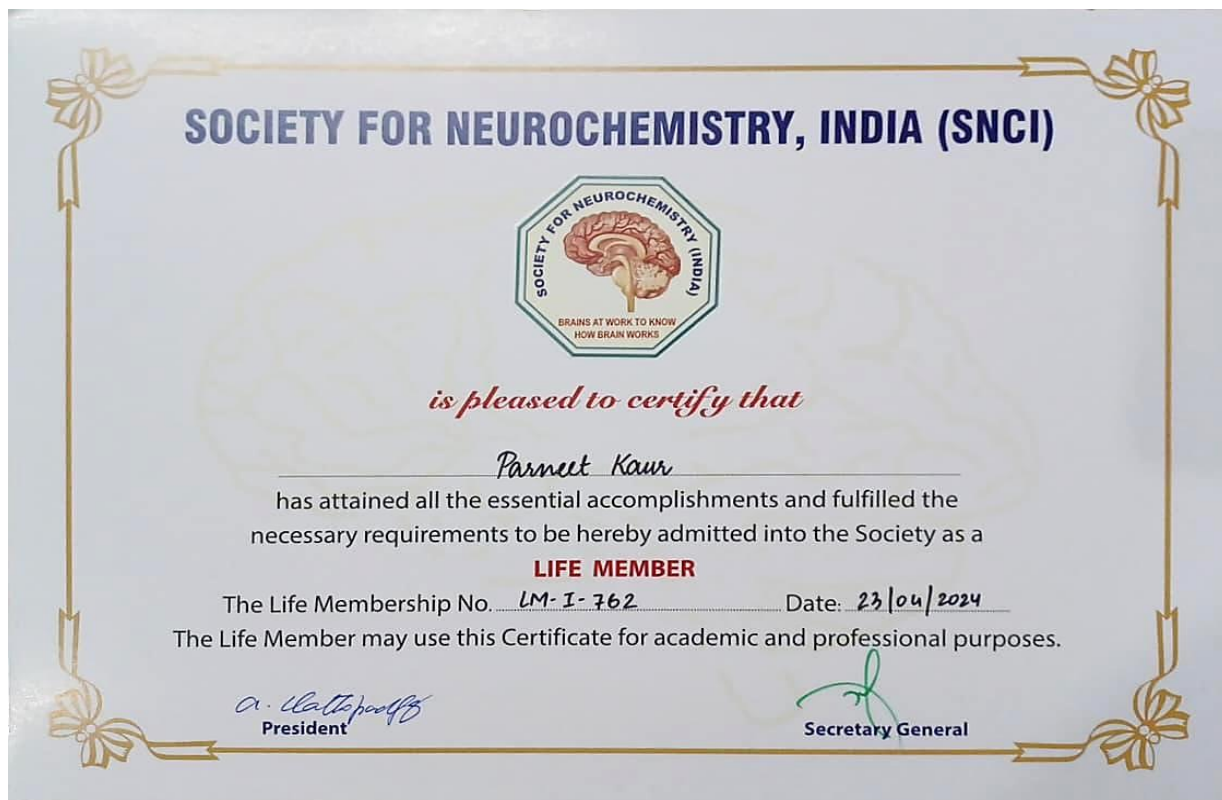 SOCIETY FOR NEUROCHEMISTRY, INDIA (SNCI)
SOCIETY FOR NEUROCHEMISTRY (INDIA)
BRAINS AT WORK TO KNOW
HOW BRAIN WORKS
is pleased to certify that
Parneet Kaur
has attained all the essential accomplishments and fulfilled the
necessary requirements to be hereby admitted into the Society as a
LIFE MEMBER
The Life Membership No. LM-I-762 Date: 23/04/2024
The Life Member may use this Certificate for academic and professional purposes.
President
Secretary General